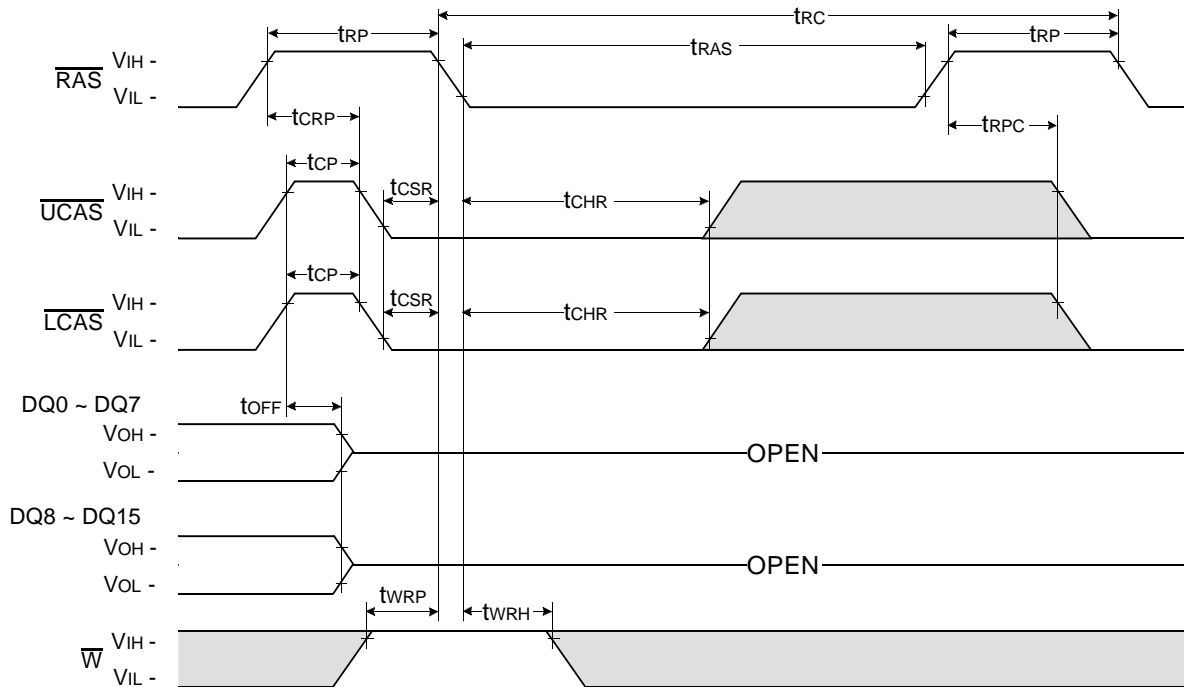 tRC
tRP tRAS tRP
RAS VIH -
VIL -
tCRP tRPC
tCP
UCAS VIH - tCSR tCHR
VIL -
tCP
LCAS VIH - tCSR tCHR
VIL -
DQ0 ~ DQ7 tOFF
VOH -
OPEN
VOL -
DQ8 ~ DQ15
VOH -
OPEN
VOL -
tWRP tWRH
W VIH -
VIL -